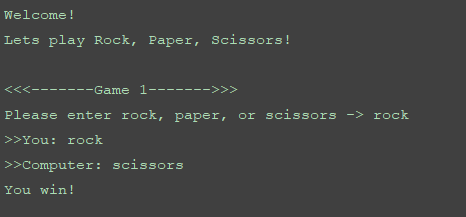 Welcome!
Lets play Rock, Paper, Scissors!
<<<-------Game 1------->>>
Please enter rock, paper, or scissors -> rock
>>You: rock
>>Computer: scissors
You win!